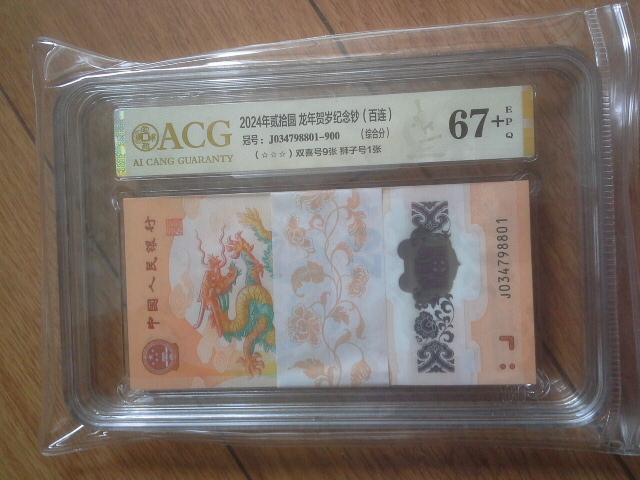 ACG
AI CANG GUARANTY
2024年贰拾圆 龙年贺岁纪念钞（百连）
冠号：J034798801-900 （综合分）
（☆☆☆）双喜号9张 狮子号1张
67+
EPQ
中国人民银行
J034798801